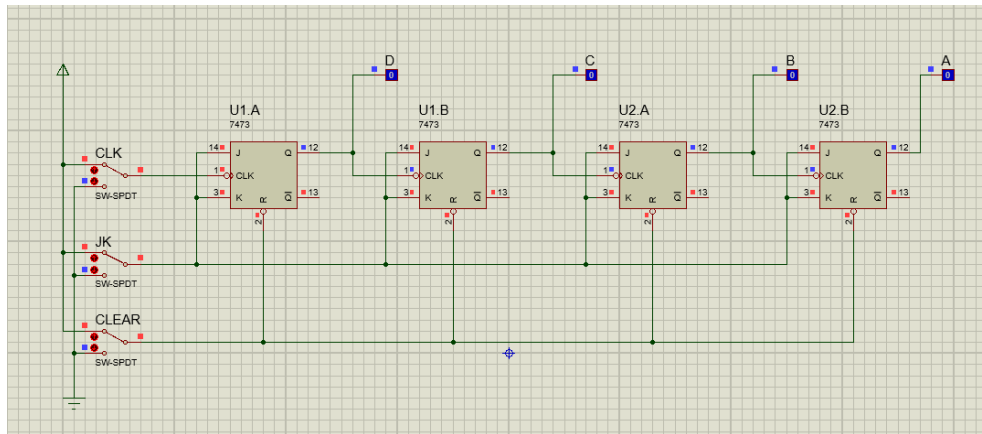 D
C
B
A
0
0
0
0
U1.A
7473
U1.B
7473
U2.A
7473
U2.B
7473
CLK
SW-SPDT
14 J Q 12
1 CLK
3 K Q 13
R
2
14 J Q 12
1 CLK
3 K Q 13
R
2
14 J Q 12
1 CLK
3 K Q 13
R
2
14 J Q 12
1 CLK
3 K Q 13
R
2
JK
SW-SPDT
CLEAR
SW-SPDT